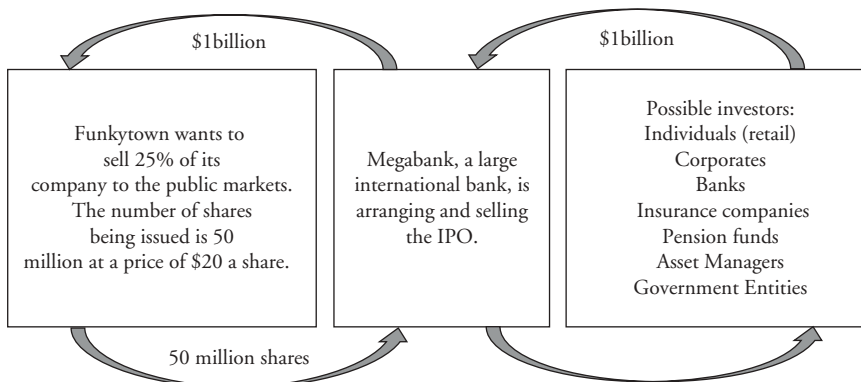 $1billion
$1billion
Funkytown wants to
sell 25% of its
company to the public markets.
The number of shares
being issued is 50
million at a price of $20 a share.
Megabank, a large
international bank, is
arranging and selling
the IPO.
Possible investors:
Individuals (retail)
Corporates
Banks
Insurance companies
Pension funds
Asset Managers
Government Entities
50 million shares